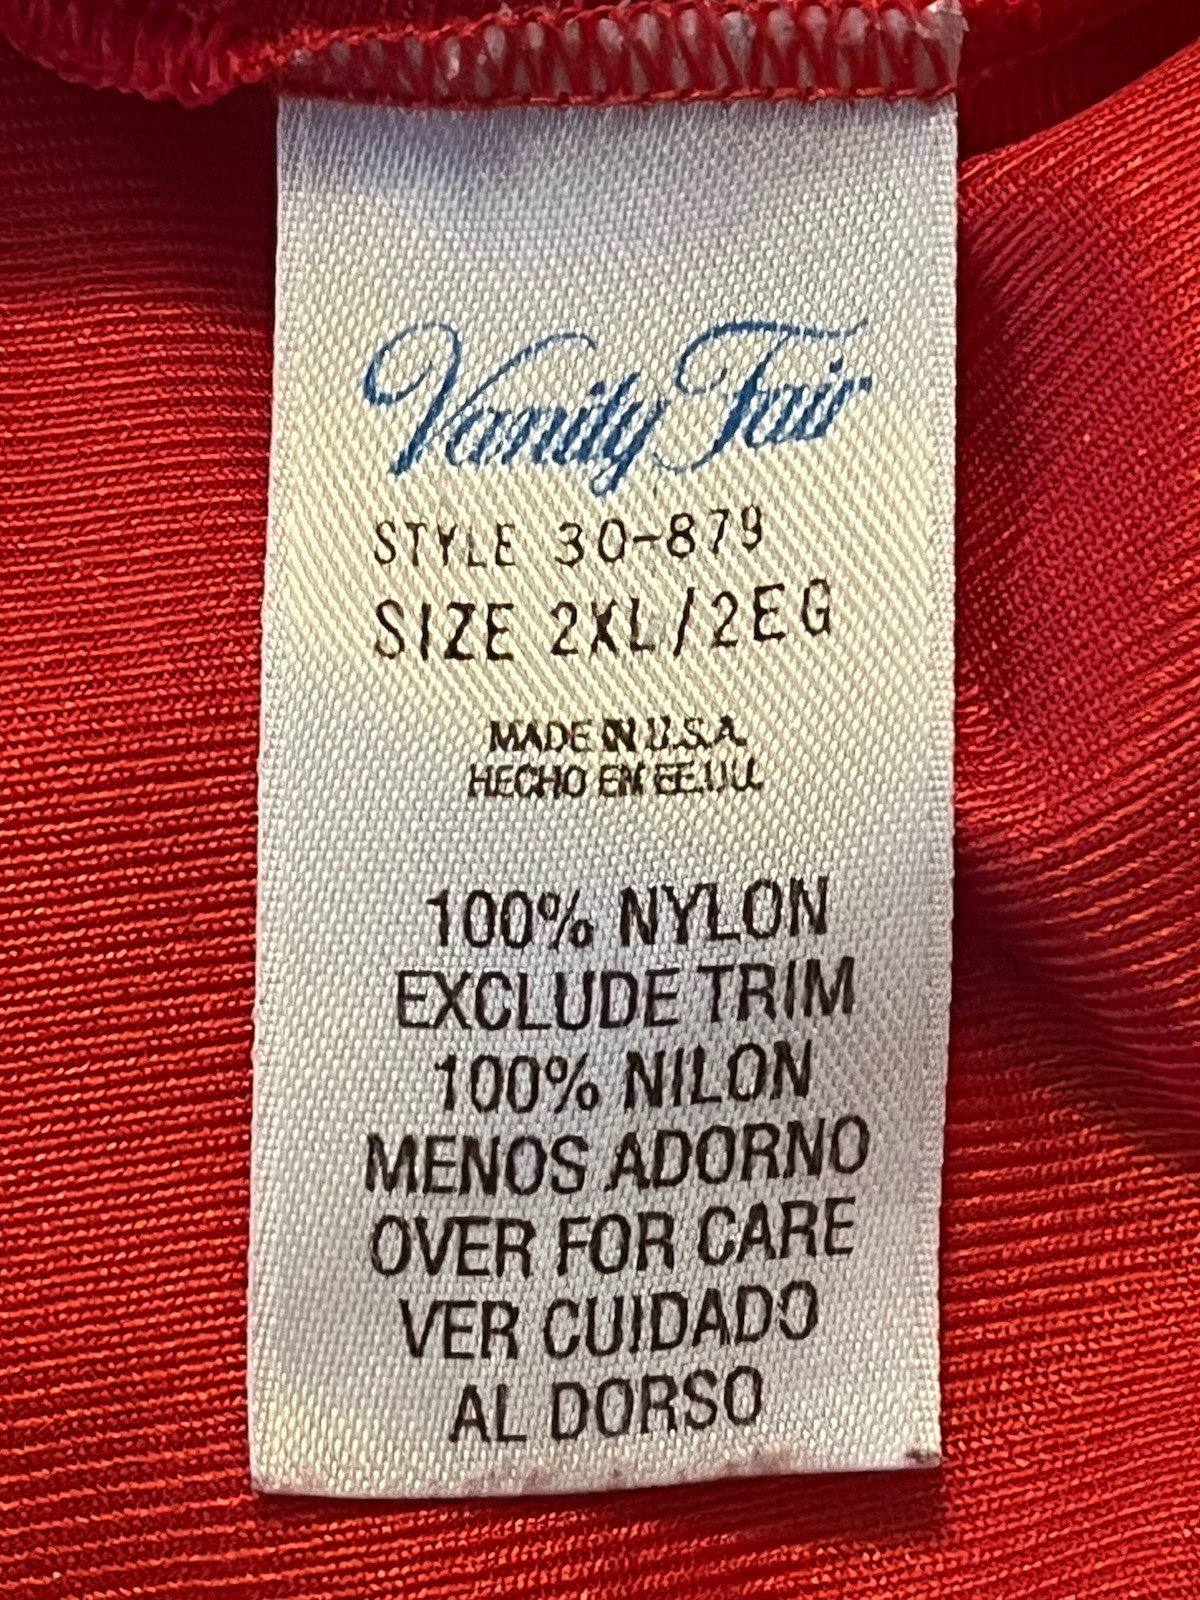 Vanity Fair
STYLE 30-879
SIZE 2XL/2EG
MADE IN U.S.A.
HECHO EN EE.UU.
100% NYLON
EXCLUDE TRIM
100% NILON
MENOS ADORNO
OVER FOR CARE
VER CUIDADO
AL DORSO